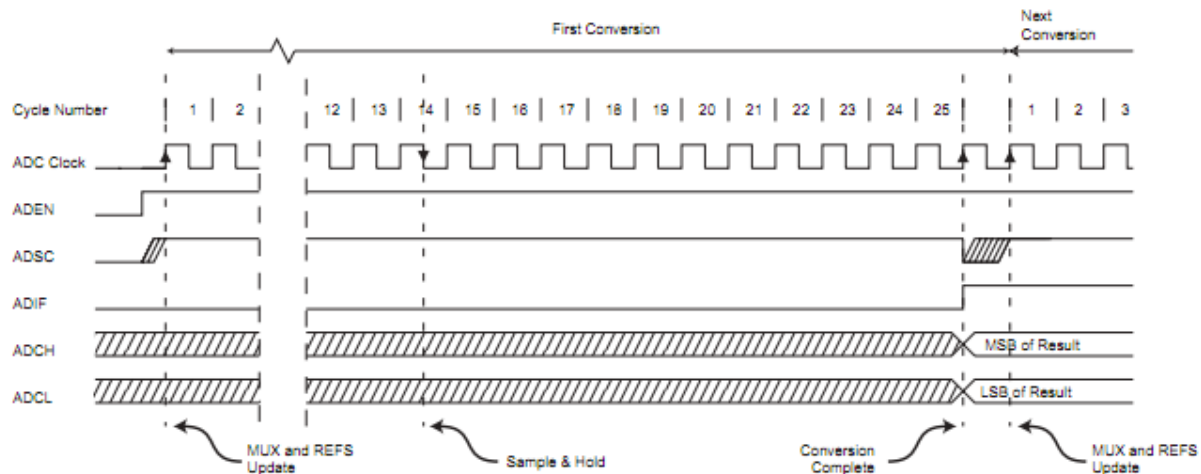 First Conversion
Next
Conversion
Cycle Number 1 2 12 13 14 15 16 17 18 19 20 21 22 23 24 25 1 2 3
ADC Clock
ADEN
ADSC
ADIF
ADCH MSB of Result
ADCL LSB of Result
MUX and REFS
Update
Sample & Hold
Conversion
Complete
MUX and REFS
Update